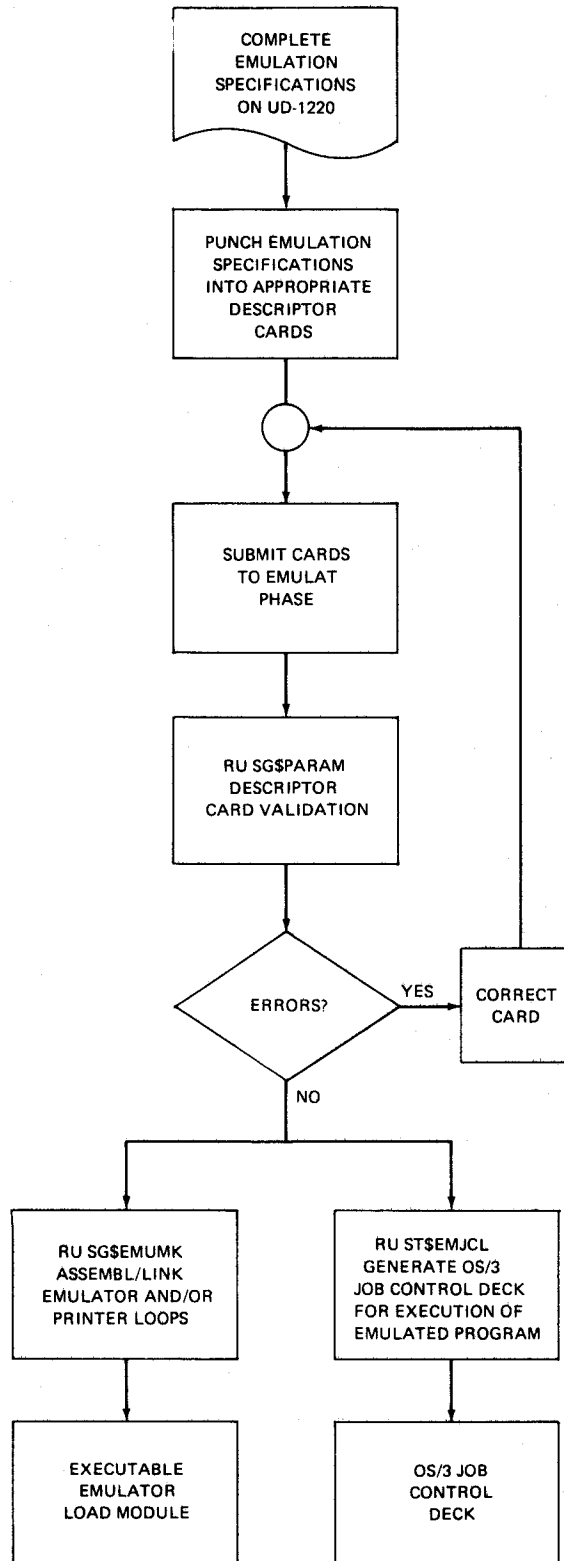 COMPLETE
EMULATION
SPECIFICATIONS
ON UD-1220
PUNCH EMULATION
SPECIFICATIONS
INTO APPROPRIATE
DESCRIPTOR
CARDS
SUBMIT CARDS
TO EMULAT
PHASE
RU SG$PARAM
DESCRIPTOR
CARD VALIDATION
ERRORS?
YES
CORRECT
CARD
NO
RU SG$EMUMK
ASSEMBL/LINK
EMULATOR AND/OR
PRINTER LOOPS
RU ST$EMJCL
GENERATE OS/3
JOB CONTROL DECK
FOR EXECUTION OF
EMULATED PROGRAM
EXECUTABLE
EMULATOR
LOAD MODULE
OS/3 JOB
CONTROL
DECK